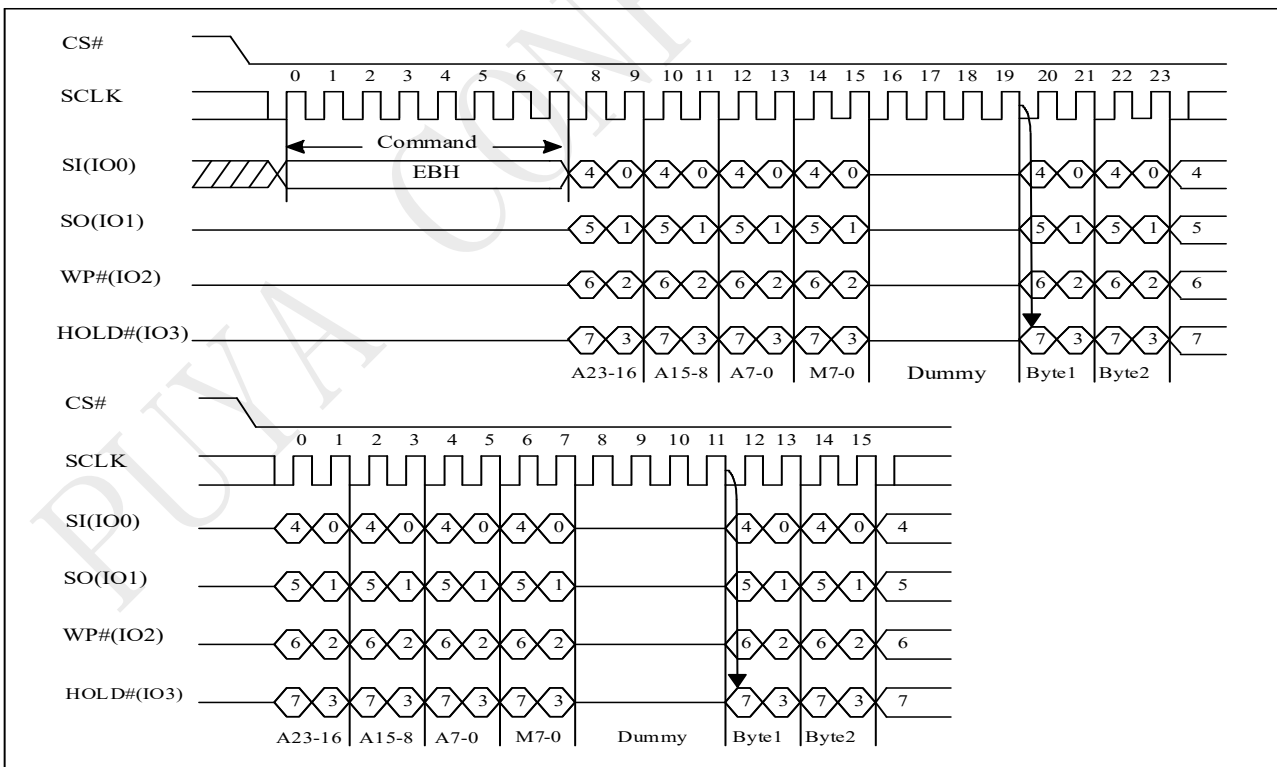 PUYA CONF
CS#
0 1 2 3 4 5 6 7 8 9 10 11 12 13 14 15 16 17 18 19 20 21 22 23
SCLK
Command
SI(IO0) EBH 4 0 4 0 4 0 4 0 4 0 4 0 4
SO(IO1) 5 1 5 1 5 1 5 1 5 1 5 1 5
WP#(IO2) 6 2 6 2 6 2 6 2 6 2 6 2 6
HOLD#(IO3) 7 3 7 3 7 3 7 3 7 3 7 3 7
A23-16 A15-8 A7-0 M7-0 Dummy Byte1 Byte2
CS#
0 1 2 3 4 5 6 7 8 9 10 11 12 13 14 15
SCLK
SI(IO0) 4 0 4 0 4 0 4 0 4 0 4 0 4
SO(IO1) 5 1 5 1 5 1 5 1 5 1 5 1 5
WP#(IO2) 6 2 6 2 6 2 6 2 6 2 6 2 6
HOLD#(IO3) 7 3 7 3 7 3 7 3 7 3 7 3 7
A23-16 A15-8 A7-0 M7-0 Dummy Byte1 Byte2